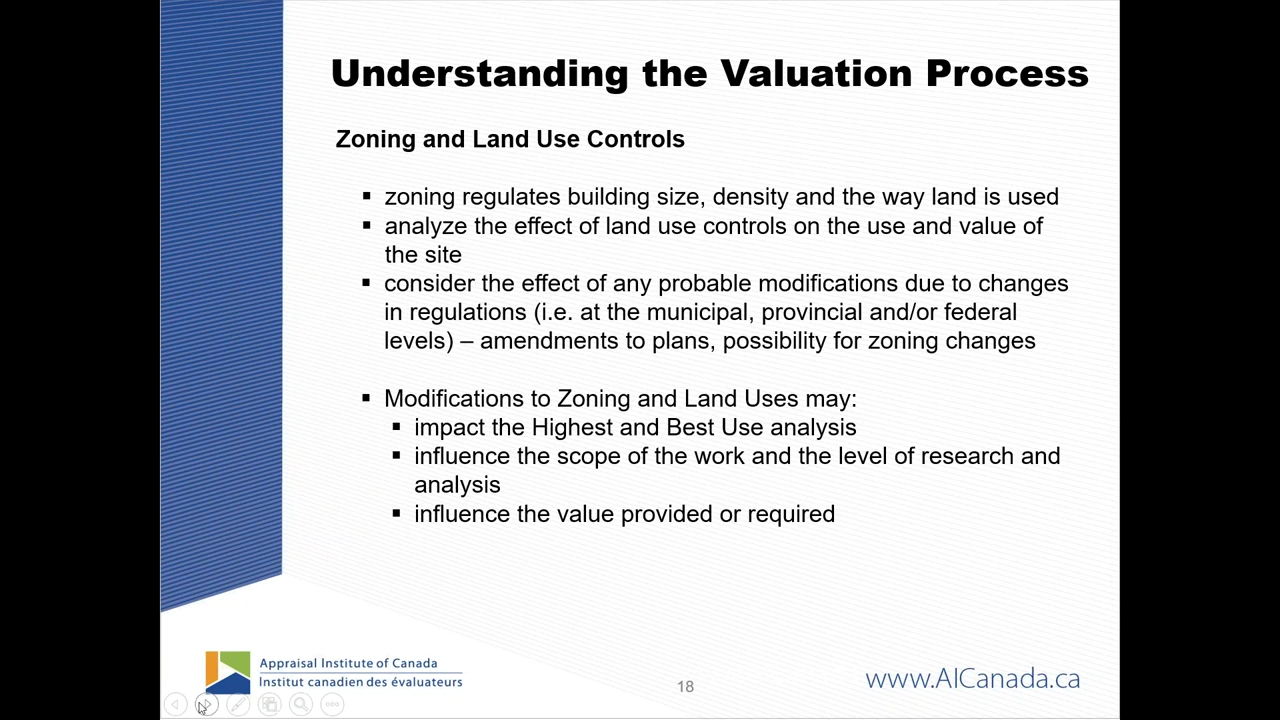 Understanding the Valuation Process
Zoning and Land Use Controls
▪ zoning regulates building size, density and the way land is used
▪ analyze the effect of land use controls on the use and value of
the site
▪ consider the effect of any probable modifications due to changes
in regulations (i.e. at the municipal, provincial and/or federal
levels) – amendments to plans, possibility for zoning changes
▪ Modifications to Zoning and Land Uses may:
▪ impact the Highest and Best Use analysis
▪ influence the scope of the work and the level of research and
analysis
▪ influence the value provided or required
Appraisal Institute of Canada
Institut canadien des évaluateurs
18
www.AICanada.ca